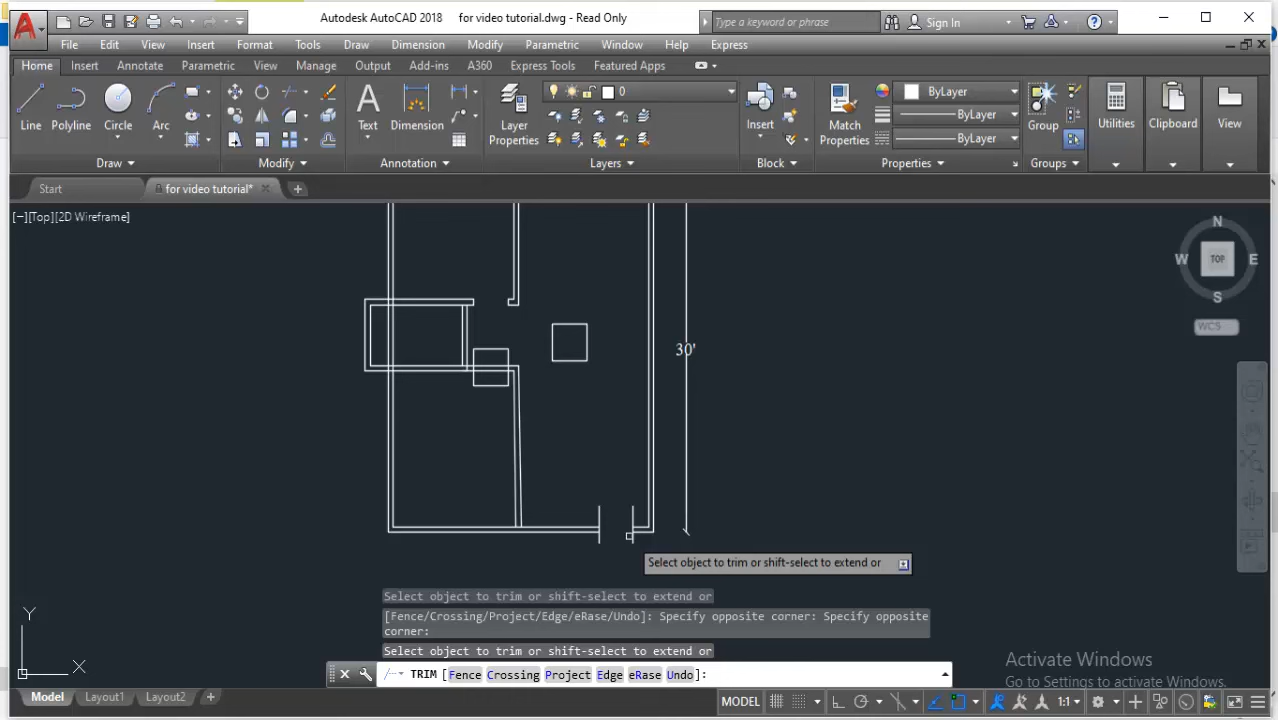 Autodesk AutoCAD 2018 for video tutorial.dwg - Read Only
Type a keyword or phrase
Sign In
File Edit View Insert Format Tools Draw Dimension Modify Parametric Window Help Express
Home Insert Annotate Parametric View Manage Output Add-ins A360 Express Tools Featured Apps
Line Polyline Circle Arc
Text Dimension
Layer Properties
0
Insert
Match Properties
ByLayer
ByLayer
ByLayer
Group
Utilities
Clipboard
View
Draw Modify Annotation Layers Block Properties Groups
Start for video tutorial*
[−][Top][2D Wireframe]
N
W TOP E
S
WCS
30'
Select object to trim or shift-select to extend or
Select object to trim or shift-select to extend or
[Fence/Crossing/Project/Edge/eRase/Undo]: Specify opposite corner: Specify opposite
corner:
Select object to trim or shift-select to extend or
TRIM [Fence Crossing Project Edge eRase Undo]:
Y
X
Activate Windows
Go to Settings to activate Windows.
Model Layout1 Layout2
MODEL 1:1